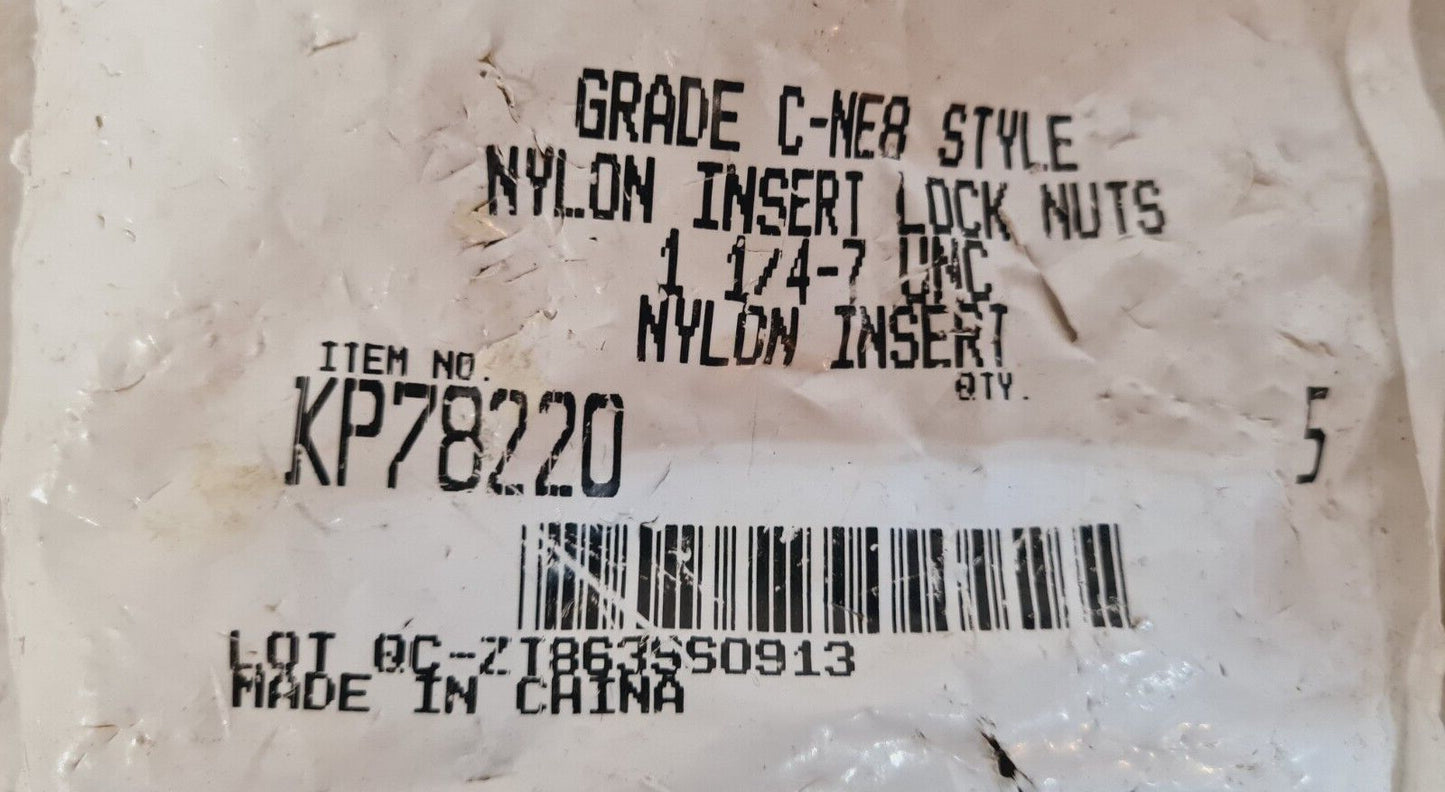 GRADE C-NE8 STYLE
NYLON INSERT LOCK NUTS
1 1/4-7 UNC
NYLON INSERT
ITEM NO.
QTY.
KP78220 5
LOT QC-ZI8635S0913
MADE IN CHINA